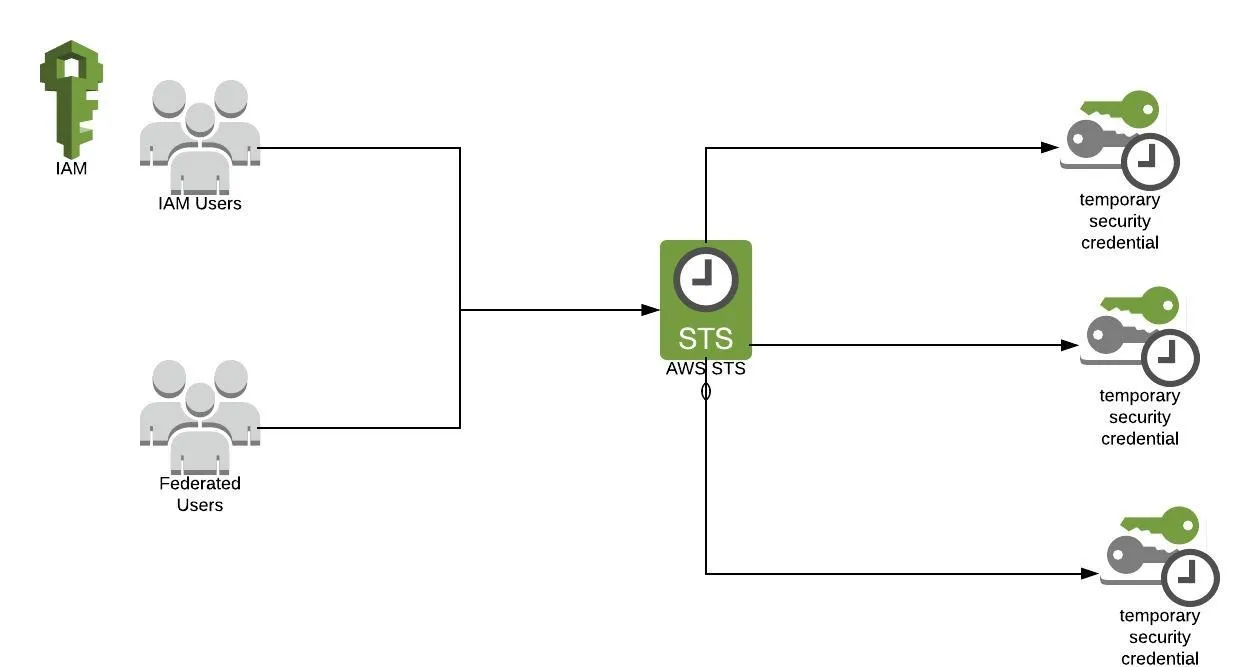 IAM
IAM Users
Federated
Users
STS
AWS STS
temporary
security
credential
temporary
security
credential
temporary
security
credential